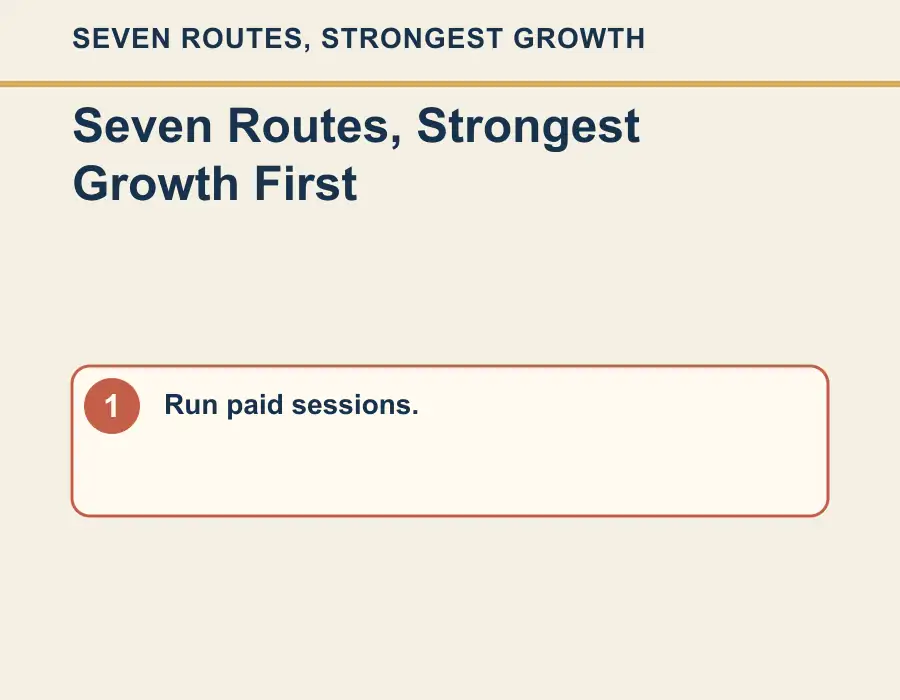 SEVEN ROUTES, STRONGEST GROWTH
Seven Routes, Strongest
Growth First
1
Run paid sessions.